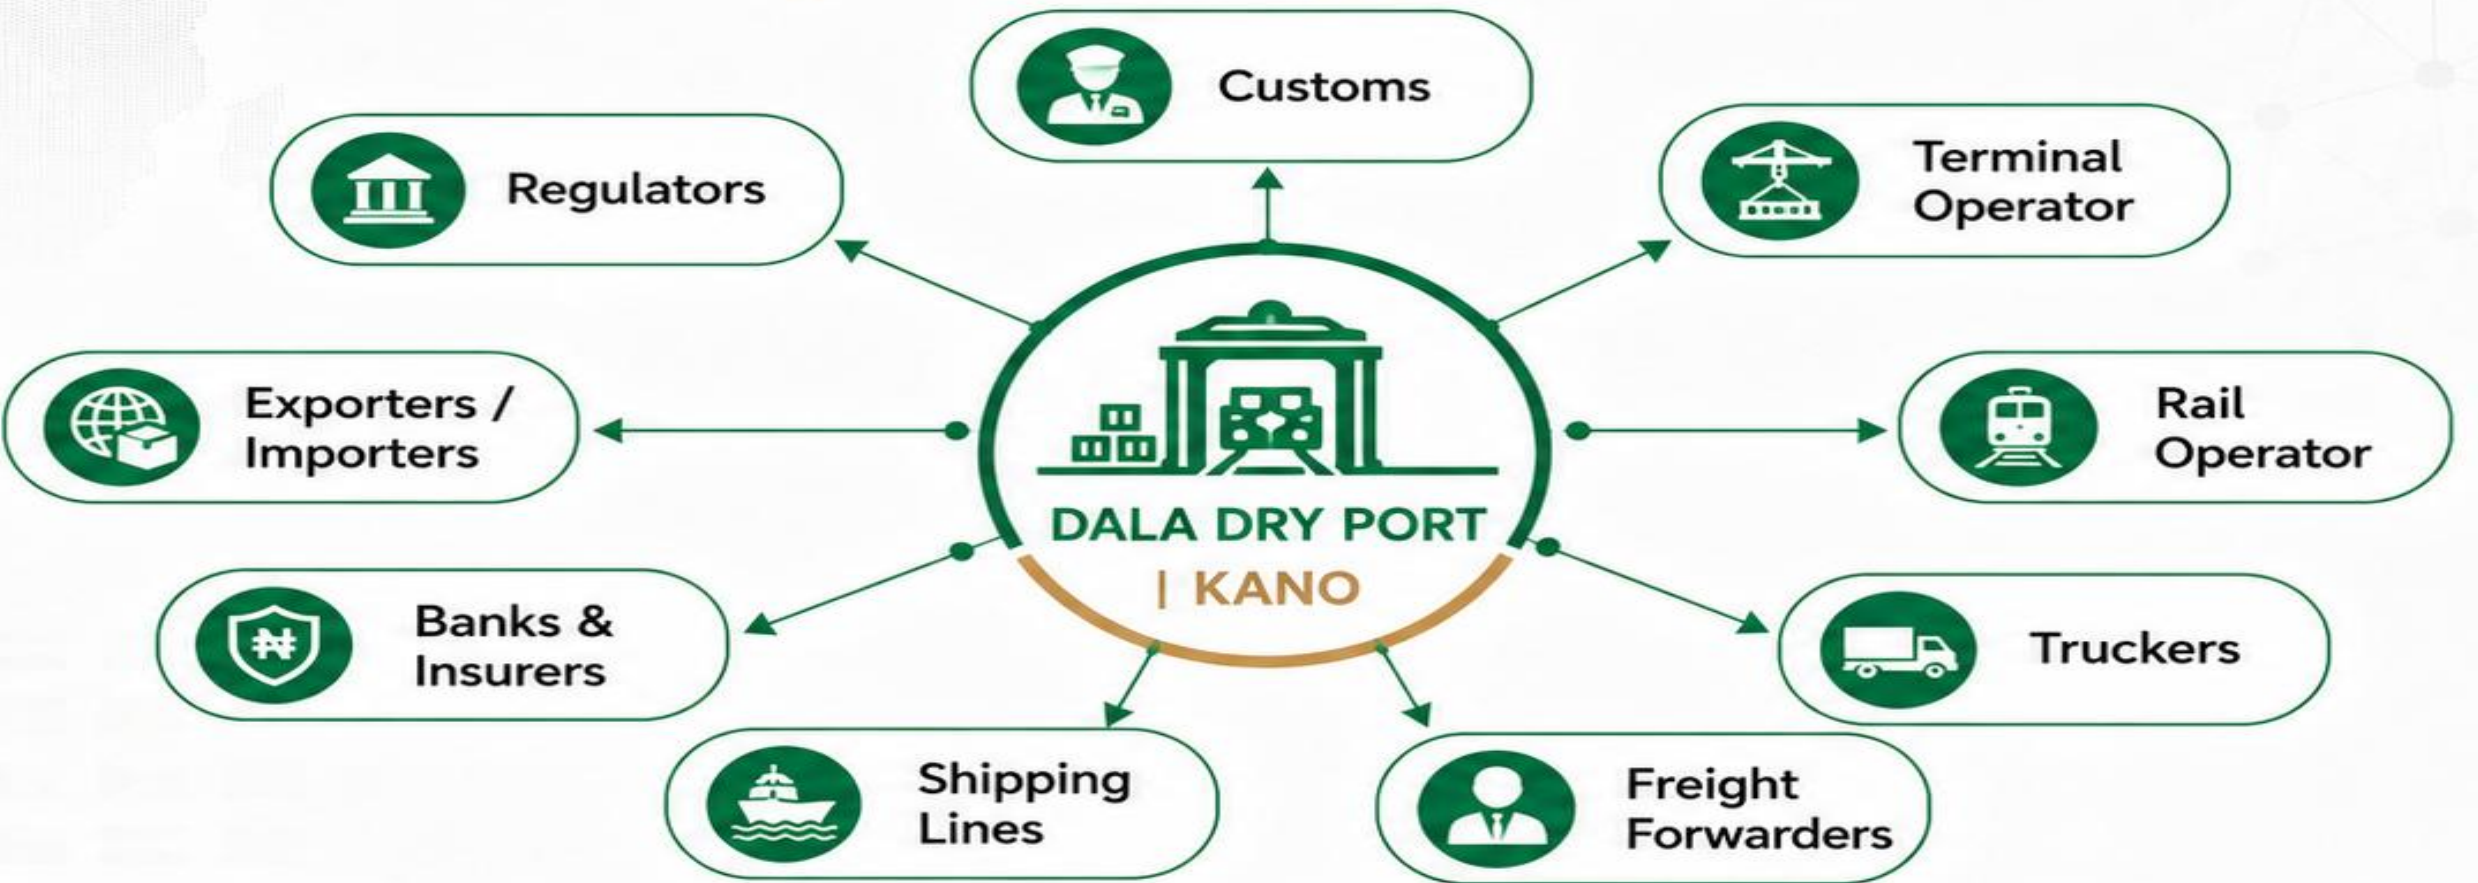 Customs
Regulators
Terminal
Operator
Exporters /
Importers
Rail
Operator
DALA DRY PORT
| KANO
Banks &
Insurers
Truckers
Shipping
Lines
Freight
Forwarders